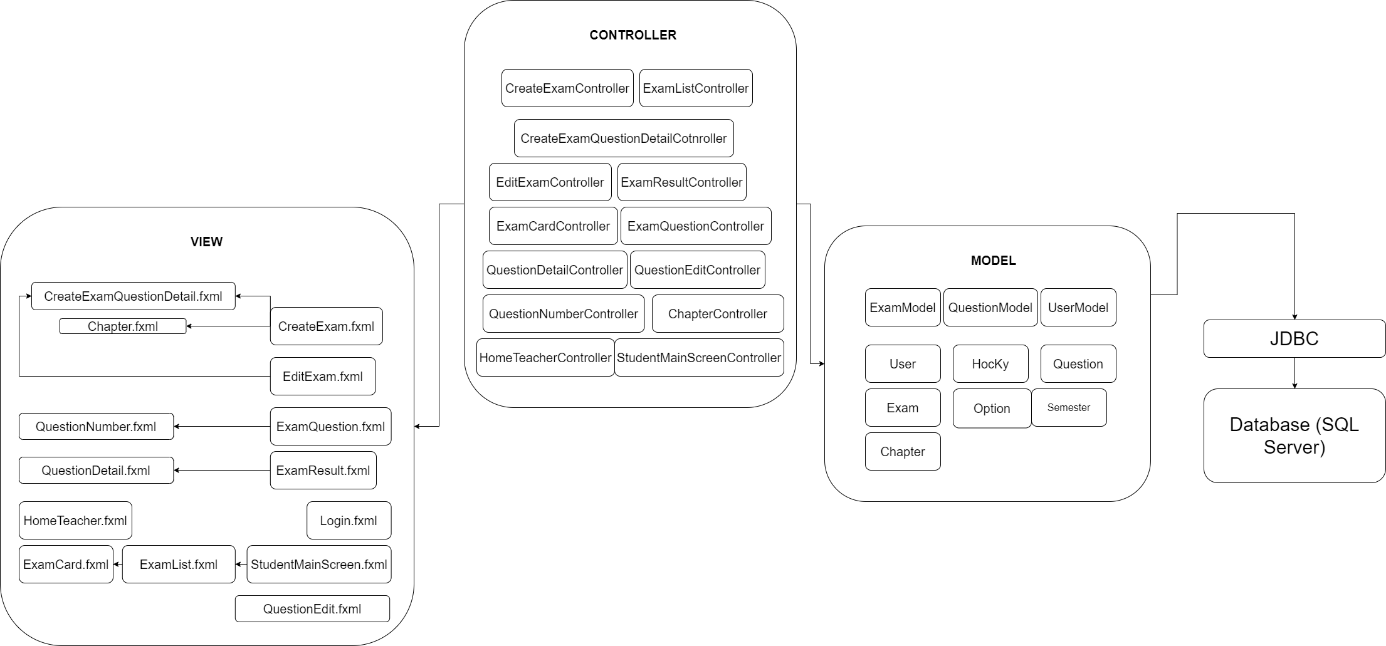 CONTROLLER
CreateExamController
ExamListController
CreateExamQuestionDetailCotnroller
EditExamController
ExamResultController
ExamCardController
ExamQuestionController
QuestionDetailController
QuestionEditController
QuestionNumberController
ChapterController
HomeTeacherController
StudentMainScreenController
VIEW
CreateExamQuestionDetail.fxml
Chapter.fxml
CreateExam.fxml
EditExam.fxml
QuestionNumber.fxml
ExamQuestion.fxml
QuestionDetail.fxml
ExamResult.fxml
HomeTeacher.fxml
Login.fxml
ExamCard.fxml
ExamList.fxml
StudentMainScreen.fxml
QuestionEdit.fxml
MODEL
ExamModel
QuestionModel
UserModel
User
HocKy
Question
Exam
Option
Semester
Chapter
JDBC
Database (SQL
Server)